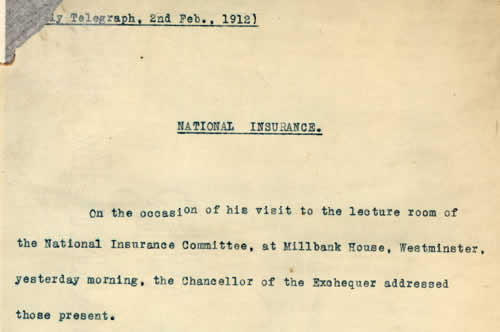 ly Telegraph, 2nd Feb., 1912)
NATIONAL INSURANCE.
On the occasion of his visit to the lecture room of
the National Insurance Committee, at Millbank House, Westminster,
yesterday morning, the Chancellor of the Exchequer addressed
those present.